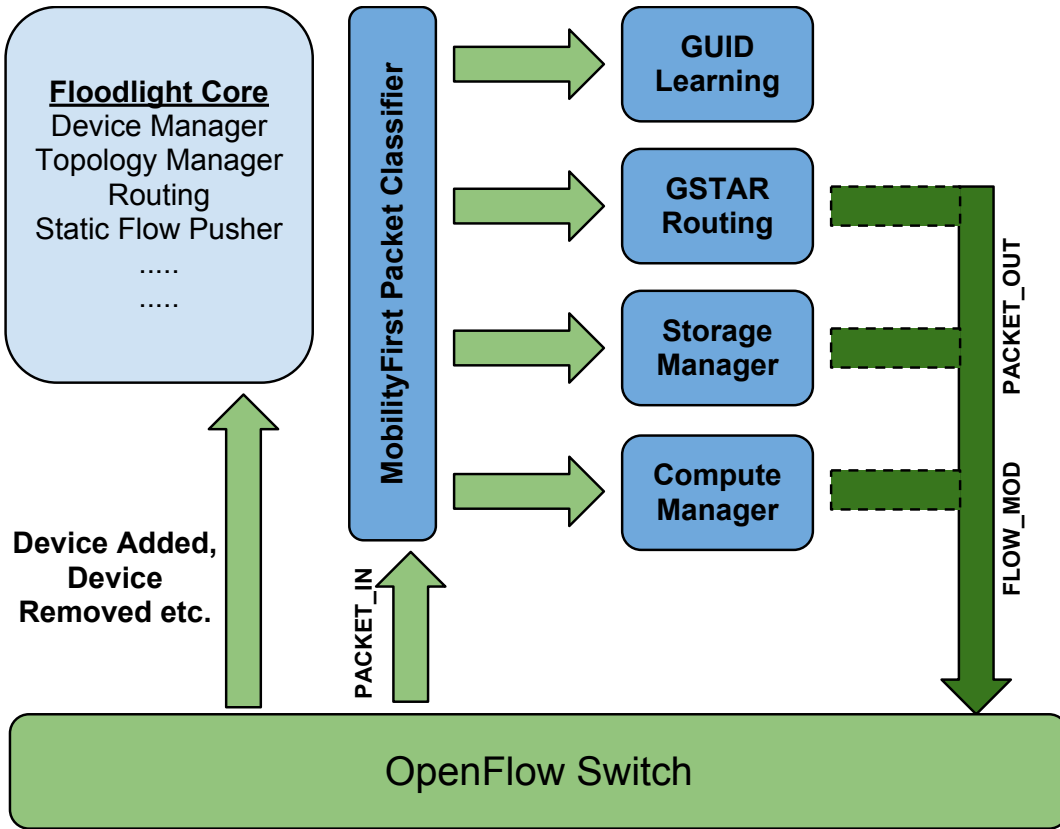 Floodlight Core
Device Manager
Topology Manager
Routing
Static Flow Pusher
.....
.....
Device Added,
Device
Removed etc.
MobilityFirst Packet Classifier
PACKET_IN
GUID
Learning
GSTAR
Routing
Storage
Manager
Compute
Manager
PACKET_OUT
FLOW_MOD
OpenFlow Switch